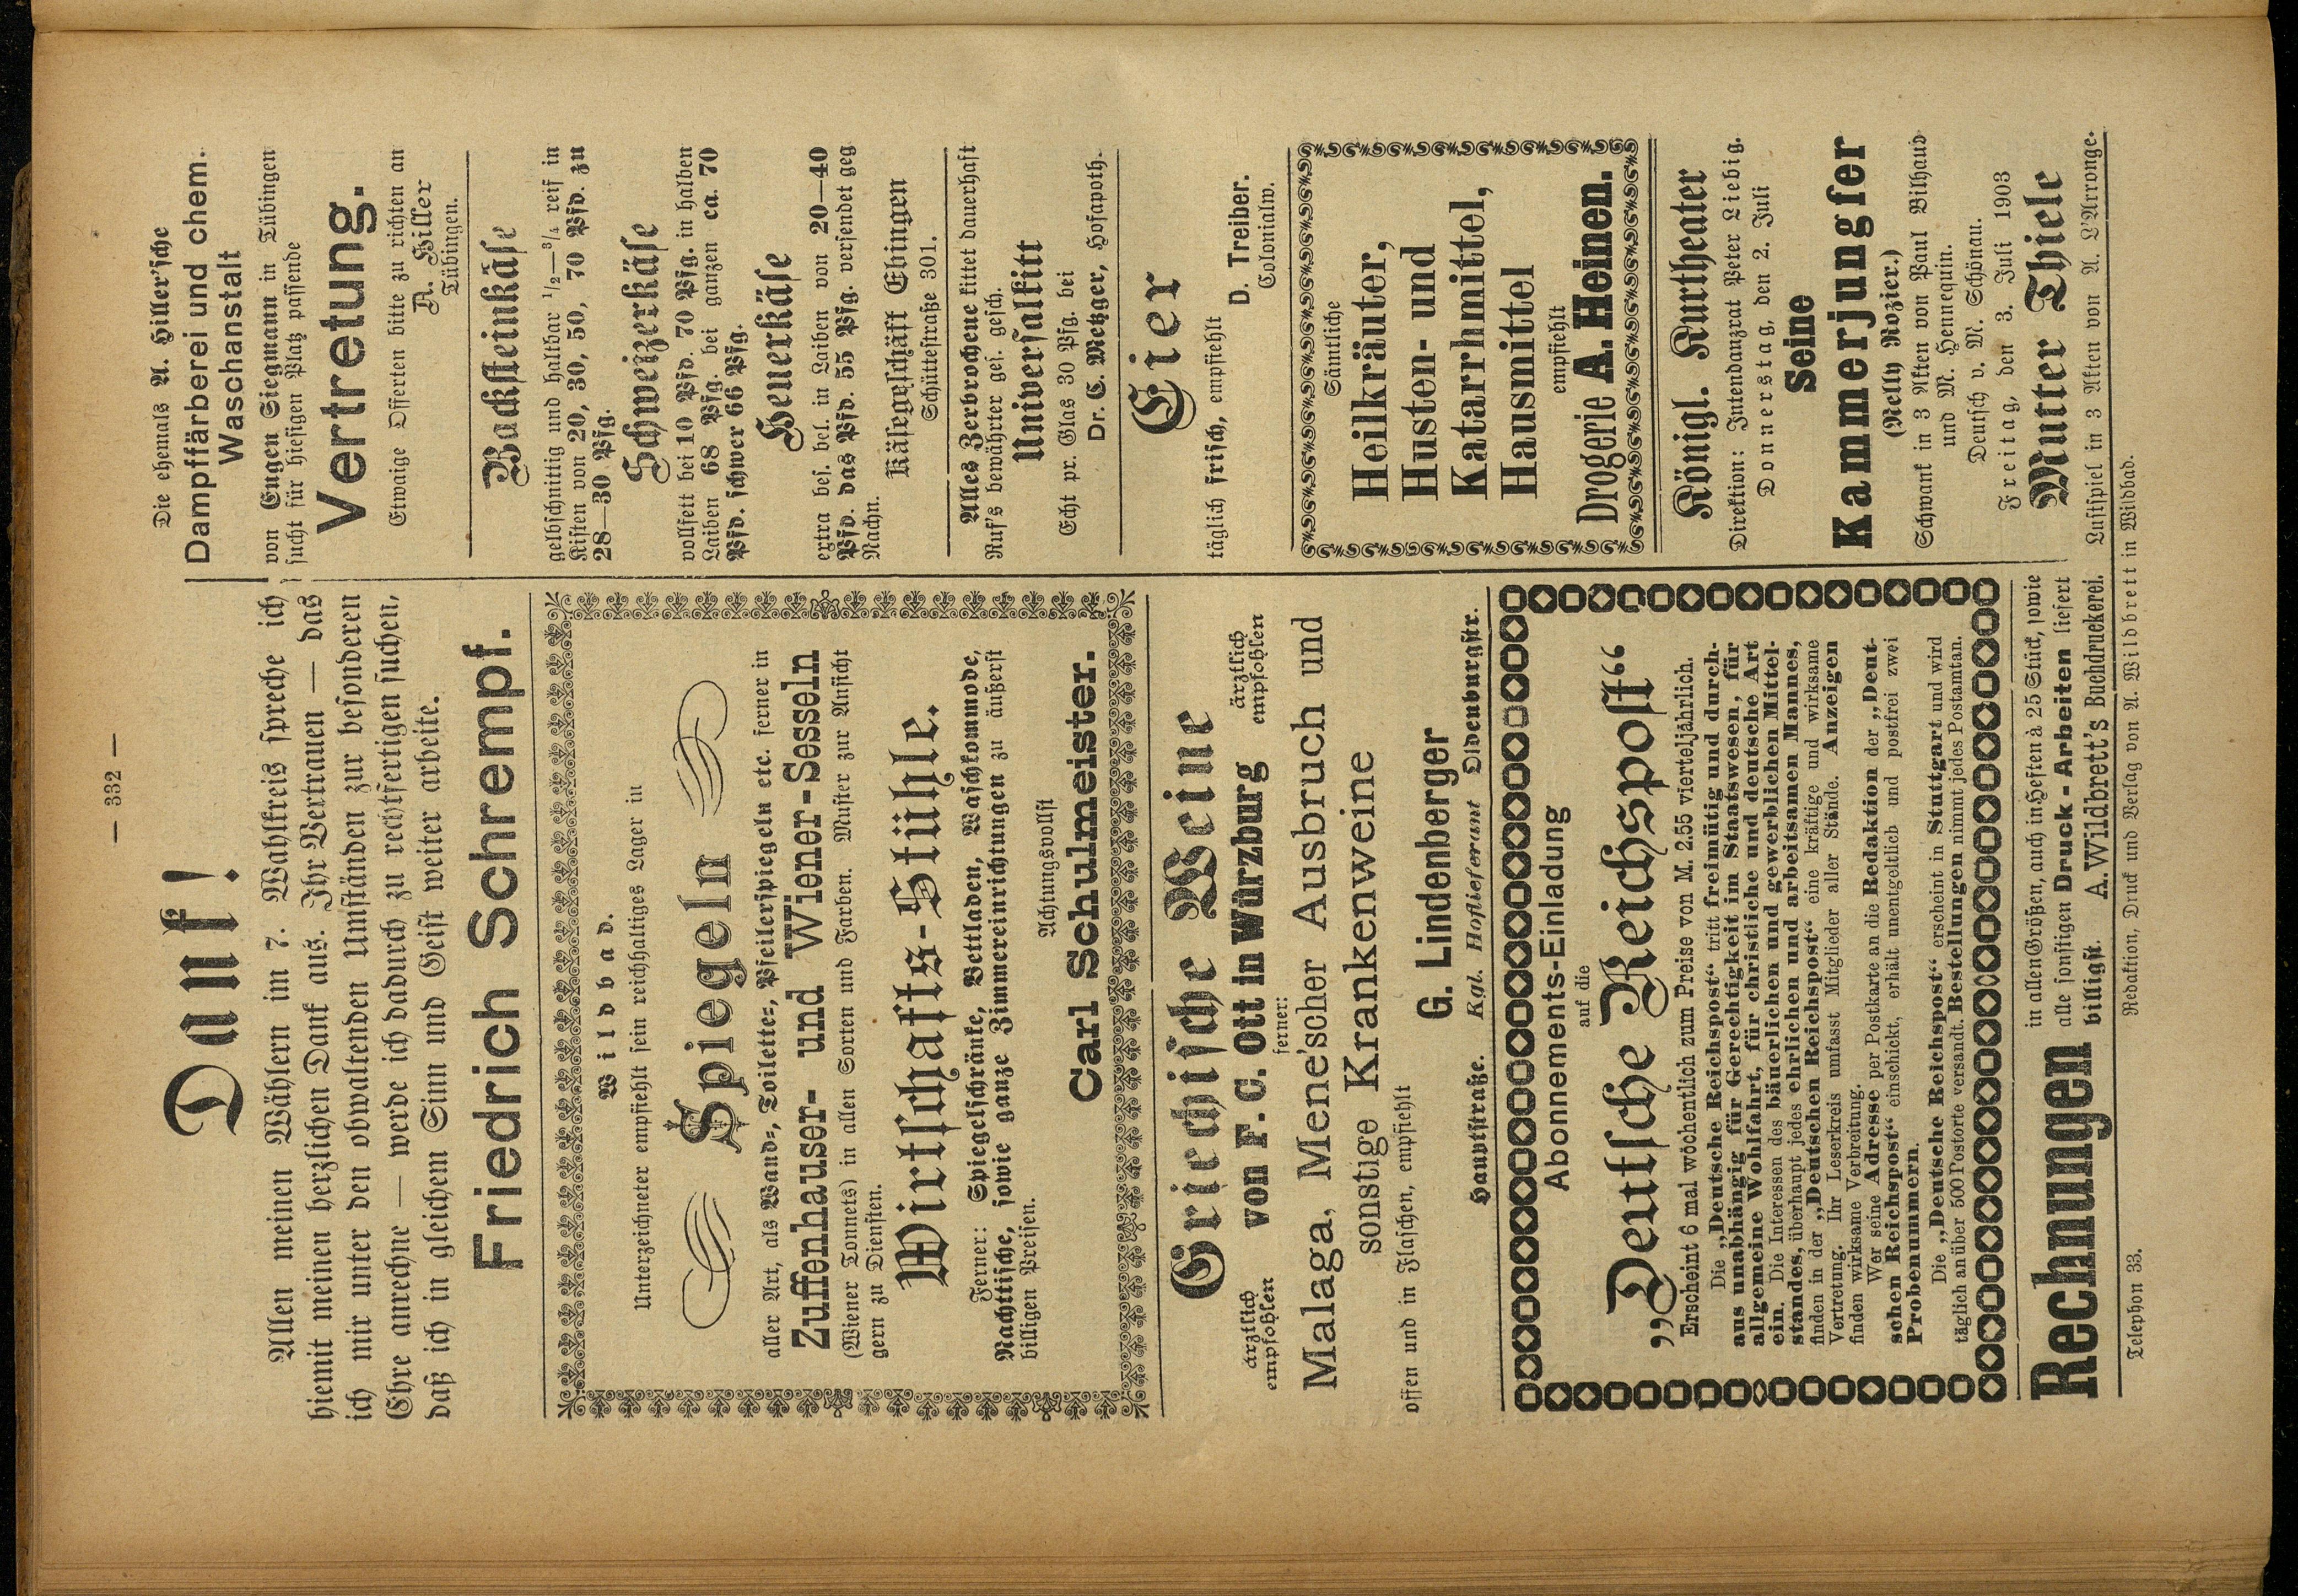 — 332 —
Dank!
Allen meinen Wählern im 7. Wahlkreis spreche ich
hiemit meinen herzlichen Dank aus. Ihr Vertrauen — das
ich mir unter den obwaltenden Umständen zur besonderen
Ehre anrechne — werde ich dadurch zu rechtfertigen suchen,
daß ich in gleichem Sinn und Geist weiter arbeite.
Friedrich Schrempf.
Wildbad.
Unterzeichneter empfiehlt sein reichhaltiges Lager in
Spiegeln
aller Art, als Wand-, Toilette-, Pfeilerspiegeln etc. ferner in
Zuffenhauser- und Wiener-Sesseln
(Wiener Tonnets) in allen Sorten und Farben. Muster zur Ansicht
gern zu Diensten.
Wirtschafts-Stühle.
Ferner: Spiegelschränke, Bettladen, Waschkommode,
Nachttische, sowie ganze Zimmereinrichtungen zu äußerst
billigen Preisen.
Achtungsvollst
Carl Schulmeister.
Griechische Weine
ärztlich empfohlen
von F. C. Ott in Würzburg
ärztlich empfohlen
ferner:
Malaga, Mene'scher Ausbruch und
sonstige Krankenweine
offen und in Flaschen, empfiehlt
G. Lindenberger
Hauptstraße. Kgl. Hoflieferant Oldenburgstr.
Abonnements-Einladung
auf die
„Deutsche Reichspost“
Erscheint 6 mal wöchentlich zum Preise von M. 2.55 vierteljährlich.
Die „Deutsche Reichspost“ tritt freimütig und durch-
aus unabhängig für Gerechtigkeit im Staatswesen, für
allgemeine Wohlfahrt, für christliche und deutsche Art
ein. Die Interessen des bäuerlichen und gewerblichen Mittel-
standes, überhaupt jedes ehrlichen und arbeitsamen Mannes,
finden in der „Deutschen Reichspost“ eine kräftige und wirksame
Vertretung. Ihr Leserkreis umfasst Mitglieder aller Stände. Anzeigen
finden wirksame Verbreitung.
Wer seine Adresse per Postkarte an die Redaktion der „Deut-
schen Reichspost“ einschickt, erhält unentgeltlich und postfrei zwei
Probenummern.
Die „Deutsche Reichspost“ erscheint in Stuttgart und wird
täglich an über 500 Postorte versandt. Bestellungen nimmt jedes Postamt an.
Rechnungen
in allen Größen, auch in Heften à 25 Stück, sowie
alle sonstigen Druck-Arbeiten liefert
billigst. A. Wildbrett's Buchdruckerei.
Die ehemals A. Hiller'sche
Dampffärberei und chem.
Waschanstalt
von Eugen Siegmann in Tübingen
sucht für hiesigen Platz passende
Vertretung.
Etwaige Offerten bitte zu richten an
A. Hiller
Tübingen.
Backsteinkäse
gelbschnittig und haltbar 1/2—3/4 reif in
Kisten von 20, 30, 50, 70 Pfd. zu
28—30 Pfg.
Schweizerkäse
vollfett bei 10 Pfd. 70 Pfg. in halben
Laiben 68 Pfg. bei ganzen ca. 70
Pfd. schwer 66 Pfg.
Heuerkäse
extra bes. bel. in Laiben von 20—40
Pfd. das Pfd. 55 Pfg. versendet geg
Nachn.
Käsegeschäft Ebingen
Schüttestraße 301.
Alles Zerbrochene kittet dauerhaft
Ruf's bewährter ges. gesch.
Universalkitt
Echt pr. Glas 30 Pfg. bei
Dr. C. Metzger, Hofapoth.
Eier
täglich frisch, empfiehlt
D. Treiber.
Colonialw.
Sämtliche
Heilkräuter,
Husten- und
Katarrhmittel,
Hausmittel
empfiehlt
Drogerie A. Heinen.
Königl. Kurtheater
Direktion: Intendanzrat Peter Liebig.
Donnerstag, den 2. Juli
Seine
Kammerjungfer
(Nelly Rozier.)
Schwank in 3 Akten von Paul Bilhaud
und M. Hennequin.
Deutsch v. M. Schönau.
Freitag, den 3. Juli 1903
Mutter Thiele
Lustspiel in 3 Akten von A. L'Arronge.
Telephon 33. Redaktion, Druck und Verlag von A. Wildbrett in Wildbad.